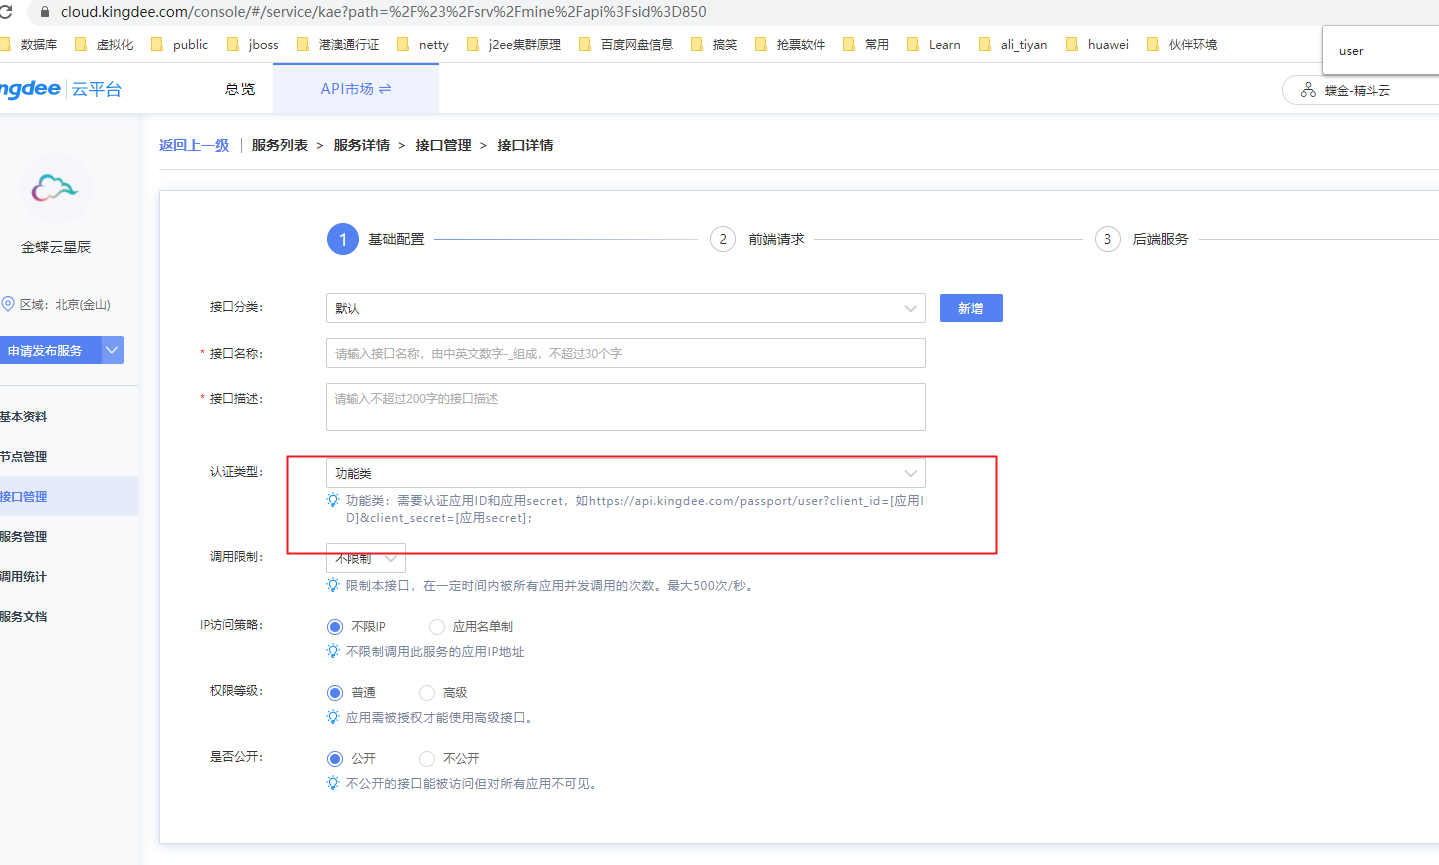 cloud.kingdee.com/console/#/service/kae?path=%2F%23%2Fsrv%2Fmine%2Fapi%3Fsid%3D850
数据库 虚拟化 public jboss 港澳通行证 netty j2ee集群原理 百度网盘信息 搞笑 抢票软件 常用 Learn ali_tiyan huawei 伙伴环境
user
ngdee 云平台 总览 API市场 ⇌ 蝶金-精斗云
返回上一级 | 服务列表 > 服务详情 > 接口管理 > 接口详情
金蝶云星辰
区域：北京(金山)
申请发布服务
基本资料
节点管理
接口管理
服务管理
调用统计
服务文档
1 基础配置 2 前端请求 3 后端服务
接口分类： 默认 新增
* 接口名称： 请输入接口名称，由中英文数字-_组成，不超过30个字
* 接口描述： 请输入不超过200字的接口描述
认证类型： 功能类
功能类：需要认证应用ID和应用secret，如https://api.kingdee.com/passport/user?client_id=[应用I
D]&client_secret=[应用secret];
调用限制： 不限制
限制本接口，在一定时间内被所有应用并发调用的次数。最大500次/秒。
IP访问策略： 不限IP 应用名单制
不限制调用此服务的应用IP地址
权限等级： 普通 高级
应用需被授权才能使用高级接口。
是否公开： 公开 不公开
不公开的接口能被访问但对所有应用不可见。